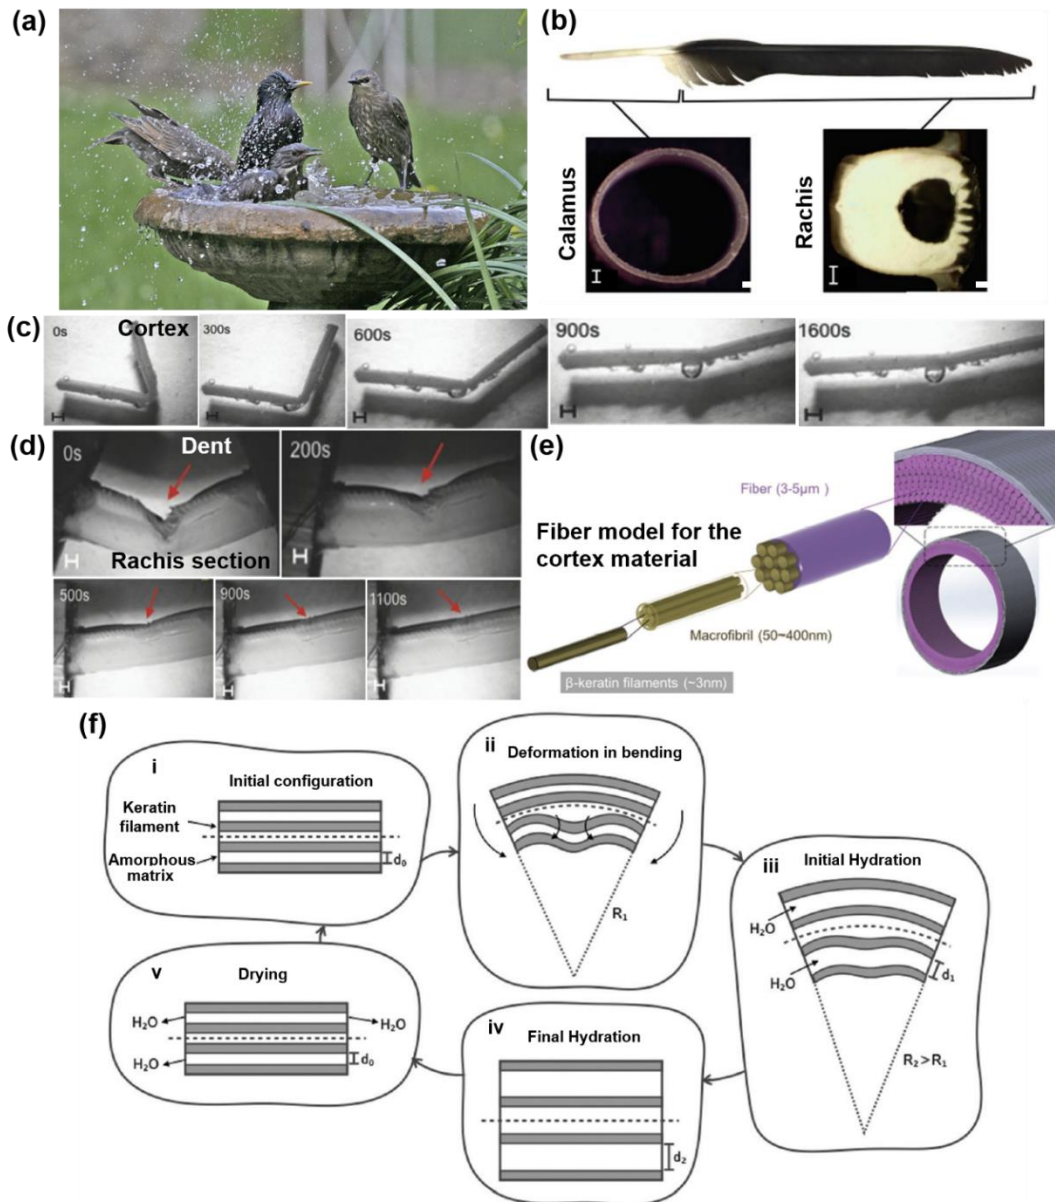 (a)
(b)
Calamus
Rachis
(c)
0s
Cortex
300s
600s
900s
1600s
(d)
0s
Dent
Rachis section
200s
500s
900s
1100s
(e)
Fiber (3-5μm )
Fiber model for the
cortex material
Macrofibril (50~400nm)
β-keratin filaments (~3nm)
(f)
i
Initial configuration
Keratin
filament
Amorphous
matrix
d₀
ii
Deformation in bending
R₁
iii
Initial Hydration
H₂O
H₂O
d₁
R₂>R₁
iv
Final Hydration
d₂
v
Drying
H₂O
H₂O
H₂O
d₀